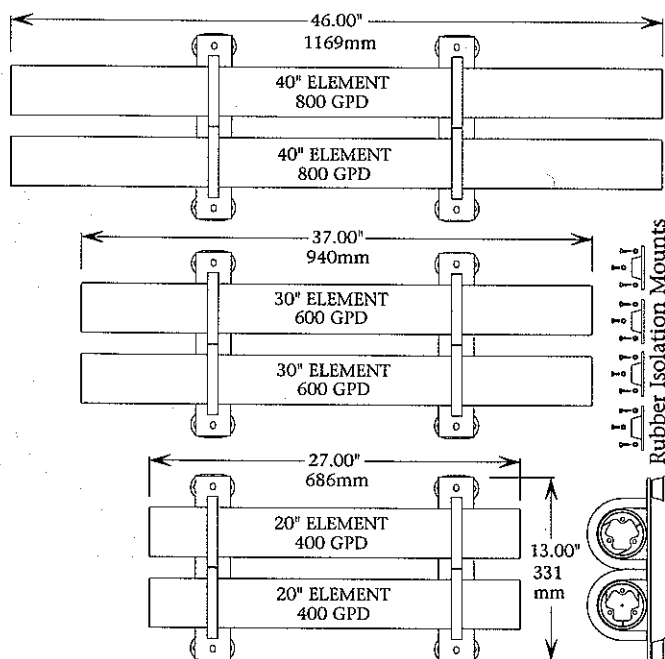 46.00"
1169mm
40" ELEMENT
800 GPD
40" ELEMENT
800 GPD
37.00"
940mm
30" ELEMENT
600 GPD
30" ELEMENT
600 GPD
Rubber Isolation Mounts
27.00"
686mm
20" ELEMENT
400 GPD
20" ELEMENT
400 GPD
13.00"
331
mm